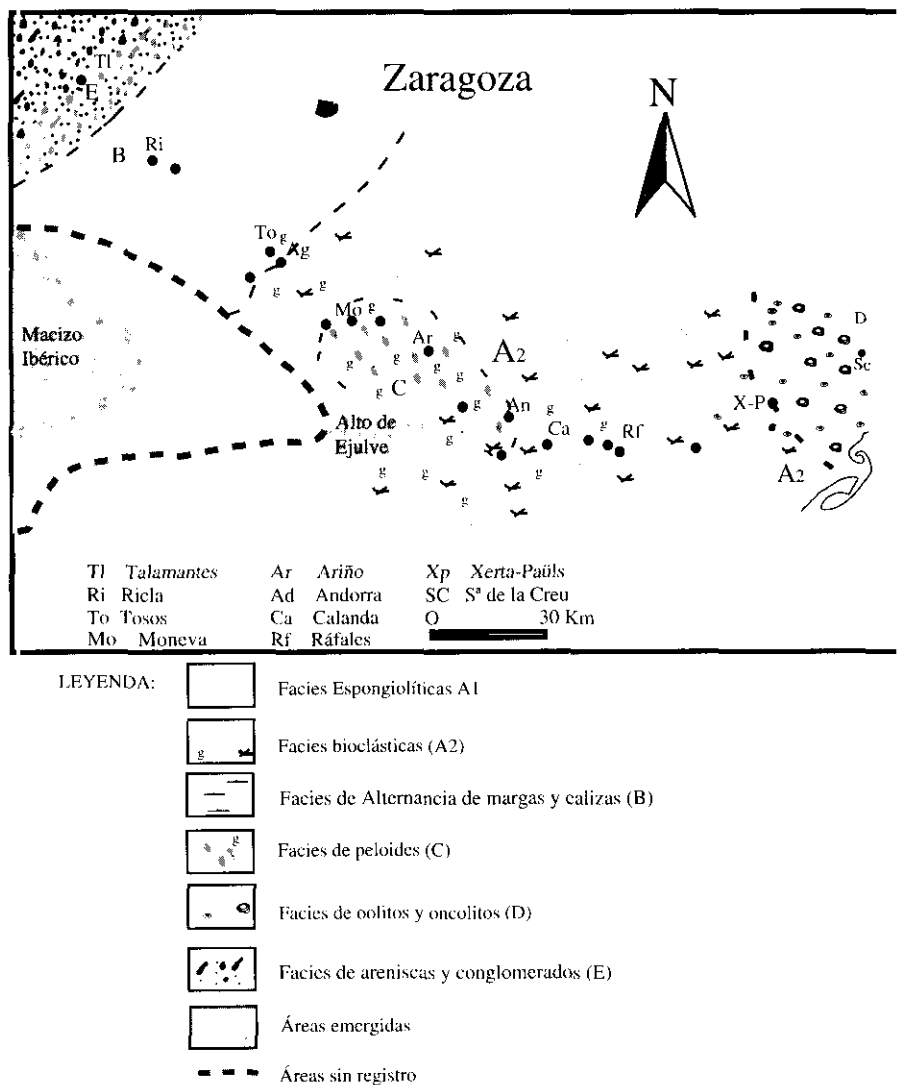 Zaragoza
N
Tl
E
B Ri
To g
Xg
g g
Mo g
Macizo
Ibérico
Ar g
A2
g g g
g g g
C
g
An g
D
Sc
X-P
Alto de
Ejulve
g
Ca g Rf
g g g g
A2
Tl Talamantes Ar Ariño Xp Xerta-Paüls
Ri Ricla Ad Andorra SC Sª de la Creu
To Tosos Ca Calanda O 30 Km
Mo Moneva Rf Ráfales
LEYENDA:
Facies Espongiolíticas A1
g Facies bioclásticas (A2)
Facies de Alternancia de margas y calizas (B)
g Facies de peloides (C)
Facies de oolitos y oncolitos (D)
Facies de areniscas y conglomerados (E)
Áreas emergidas
Áreas sin registro